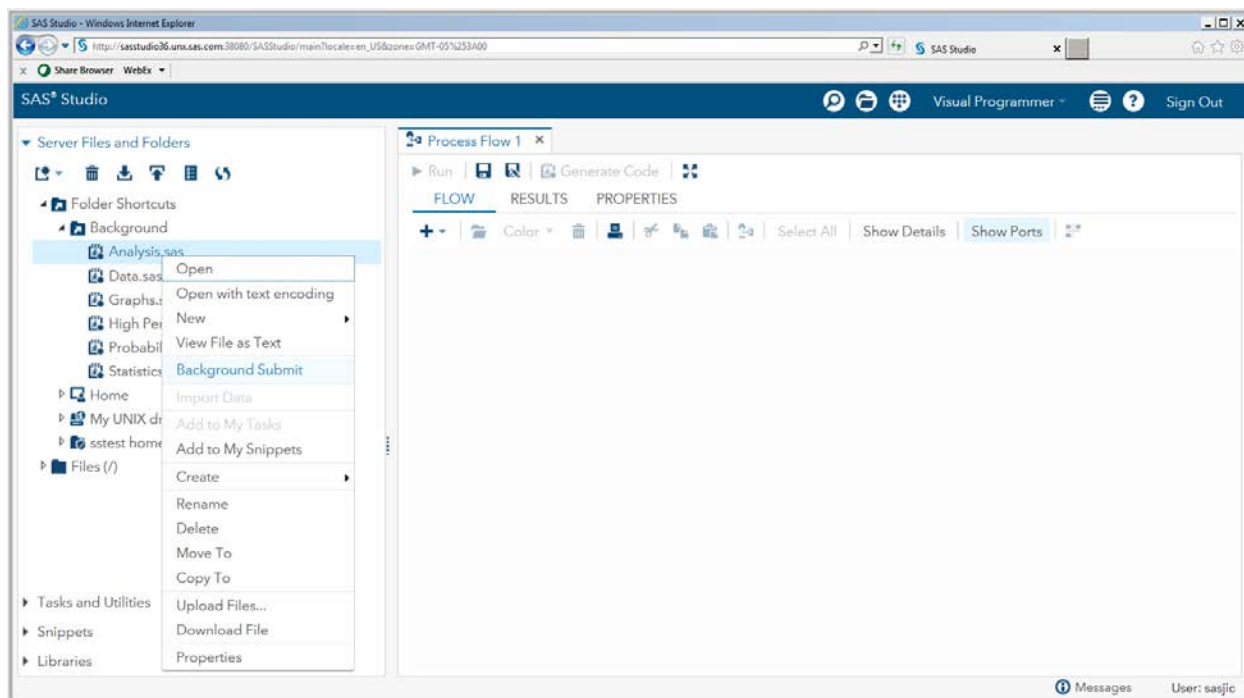 SAS Studio - Windows Internet Explorer
http://sasstudio36.unx.sas.com:38080/SASStudio/main?locale=en_US&zone=GMT-05%253A00
SAS Studio
x Share Browser WebEx
SAS® Studio
Visual Programmer
Sign Out
Server Files and Folders
Folder Shortcuts
Background
Analysis.sas
Data.sas
Graphs.s
High Per
Probabil
Statistics
Home
My UNIX dr
sstest home
Files (/)
Tasks and Utilities
Snippets
Libraries
Open
Open with text encoding
New
View File as Text
Background Submit
Import Data
Add to My Tasks
Add to My Snippets
Create
Rename
Delete
Move To
Copy To
Upload Files...
Download File
Properties
Process Flow 1 ×
Run Generate Code
FLOW RESULTS PROPERTIES
Color Select All Show Details Show Ports
Messages User: sasjic